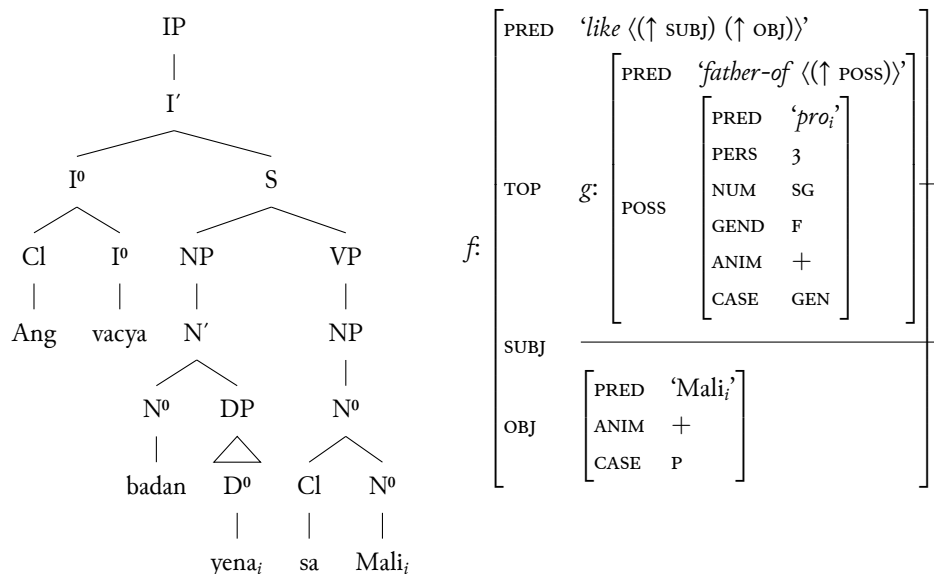 IP
I′
I⁰ S
Cl I⁰ NP VP
Ang vacya N′ NP
N⁰ DP N⁰
badan D⁰ Cl N⁰
yenaᵢ sa Maliᵢ
f:
PRED ‘like ⟨(↑ SUBJ) (↑ OBJ)⟩’
TOP g:
PRED ‘father-of ⟨(↑ POSS)⟩’
POSS
PRED ‘proᵢ’
PERS 3
NUM SG
GEND F
ANIM +
CASE GEN
SUBJ
OBJ
PRED ‘Maliᵢ’
ANIM +
CASE P